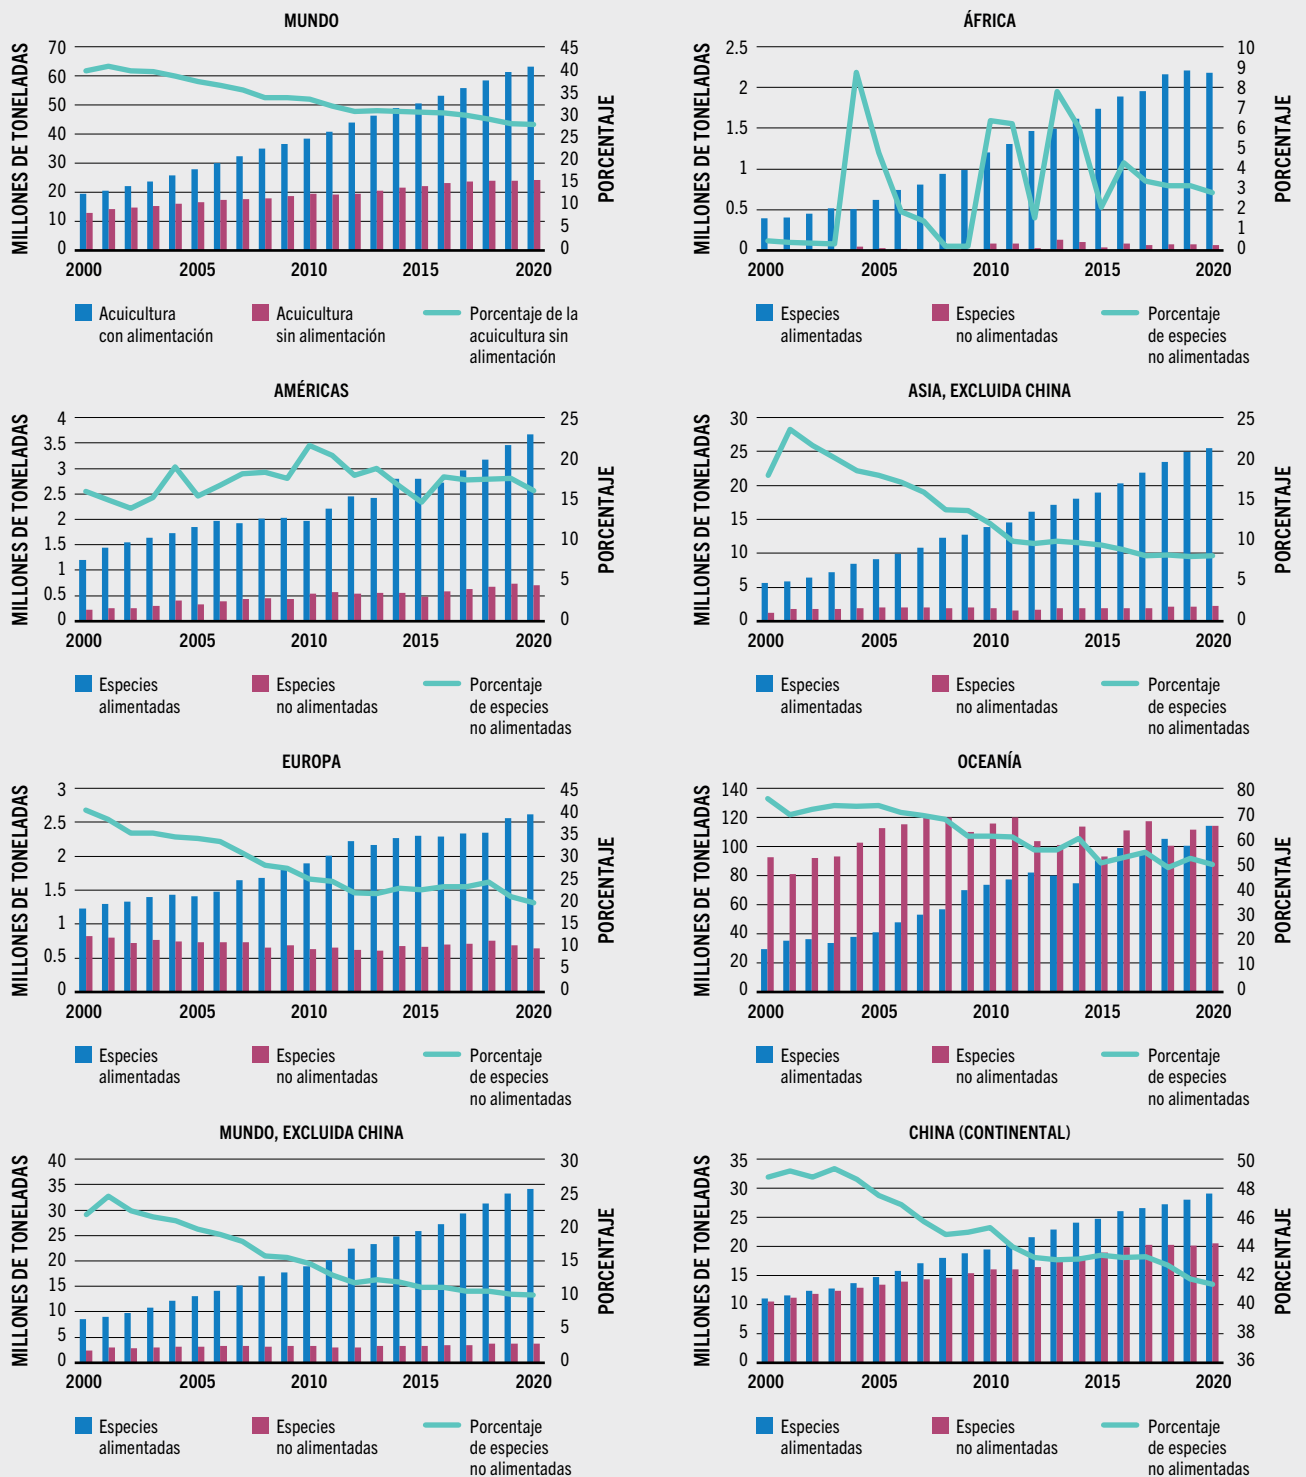 MUNDO
MILLONES DE TONELADAS
70
60
50
40
30
20
10
0
45
40
35
30
25
20
15
10
5
0
PORCENTAJE
2000
2005
2010
2015
2020
Acuicultura
con alimentación
Acuicultura
sin alimentación
Porcentaje de la
acuicultura sin
alimentación
ÁFRICA
MILLONES DE TONELADAS
2.5
2
1.5
1
0.5
0
10
9
8
7
6
5
4
3
2
1
0
PORCENTAJE
2000
2005
2010
2015
2020
Especies
alimentadas
Especies
no alimentadas
Porcentaje
de especies
no alimentadas
AMÉRICAS
MILLONES DE TONELADAS
4
3.5
3
2.5
2
1.5
1
0.5
0
25
20
15
10
5
0
PORCENTAJE
2000
2005
2010
2015
2020
Especies
alimentadas
Especies
no alimentadas
Porcentaje
de especies
no alimentadas
ASIA, EXCLUIDA CHINA
MILLONES DE TONELADAS
30
25
20
15
10
5
0
25
20
15
10
5
0
PORCENTAJE
2000
2005
2010
2015
2020
Especies
alimentadas
Especies
no alimentadas
Porcentaje
de especies
no alimentadas
EUROPA
MILLONES DE TONELADAS
3
2.5
2
1.5
1
0.5
0
45
40
35
30
25
20
15
10
5
0
PORCENTAJE
2000
2005
2010
2015
2020
Especies
alimentadas
Especies
no alimentadas
Porcentaje
de especies
no alimentadas
OCEANÍA
MILLONES DE TONELADAS
140
120
100
80
60
40
20
0
80
70
60
50
40
30
20
10
0
PORCENTAJE
2000
2005
2010
2015
2020
Especies
alimentadas
Especies
no alimentadas
Porcentaje
de especies
no alimentadas
MUNDO, EXCLUIDA CHINA
MILLONES DE TONELADAS
40
35
30
25
20
15
10
5
0
30
25
20
15
10
5
0
PORCENTAJE
2000
2005
2010
2015
2020
Especies
alimentadas
Especies
no alimentadas
Porcentaje
de especies
no alimentadas
CHINA (CONTINENTAL)
MILLONES DE TONELADAS
35
30
25
20
15
10
5
0
50
48
46
44
42
40
38
36
PORCENTAJE
2000
2005
2010
2015
2020
Especies
alimentadas
Especies
no alimentadas
Porcentaje
de especies
no alimentadas